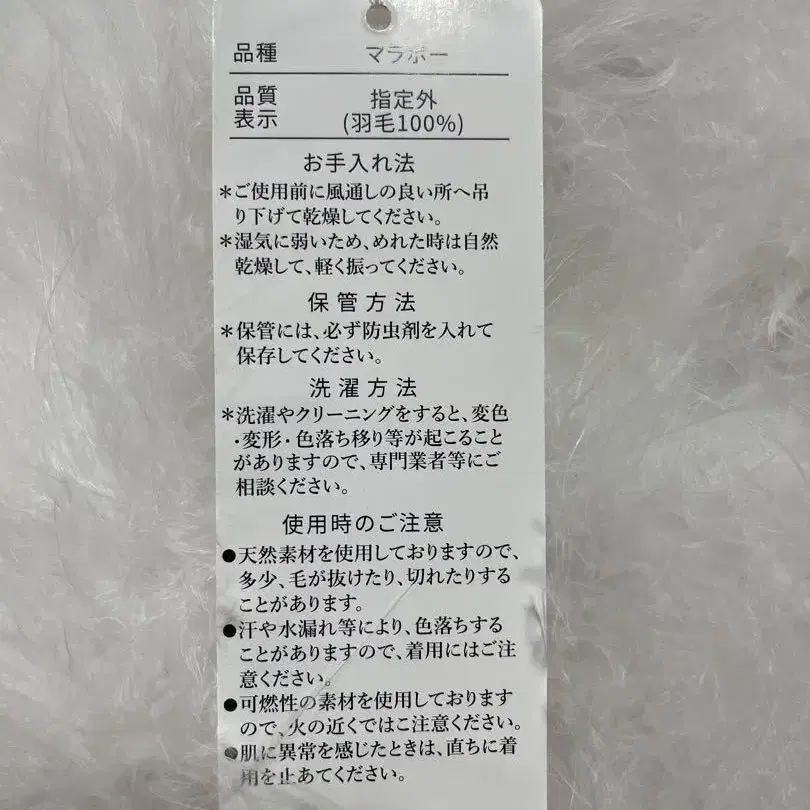 品種 マラボー
品質
表示
指定外
(羽毛100%)
お手入れ法
*ご使用前に風通しの良い所へ吊
り下げて乾燥してください。
*湿気に弱いため、めれた時は自然
乾燥して、軽く振ってください。
保管方法
*保管には、必ず防虫剤を入れて
保存してください。
洗濯方法
*洗濯やクリーニングをすると、変色
・変形・色落ち移り等が起こること
がありますので、専門業者等にご
相談ください。
使用時のご注意
●天然素材を使用しておりますので、
多少、毛が抜けたり、切れたりする
ことがあります。
●汗や水漏れ等により、色落ちする
ことがありますので、着用にはご注
意ください。
●可燃性の素材を使用しております
ので、火の近くではご注意ください。
●肌に異常を感じたときは、直ちに着
用を止あてください。